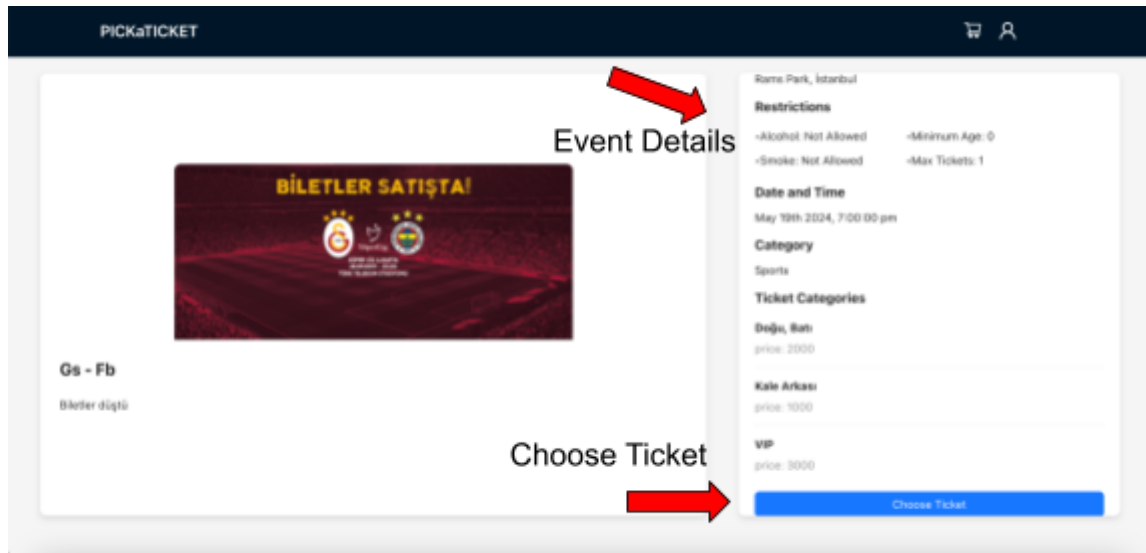 PICKaTICKET
Event Details
BİLETLER SATIŞTA!
Gs - Fb
Biletler düştü
Choose Ticket
Rams Park, İstanbul
Restrictions
-Alcohol: Not Allowed
-Minimum Age: 0
-Smoke: Not Allowed
-Max Tickets: 1
Date and Time
May 19th 2024, 7:00:00 pm
Category
Sports
Ticket Categories
Doğu, Batı
price: 2000
Kale Arkası
price: 1000
VIP
price: 3000
Choose Ticket